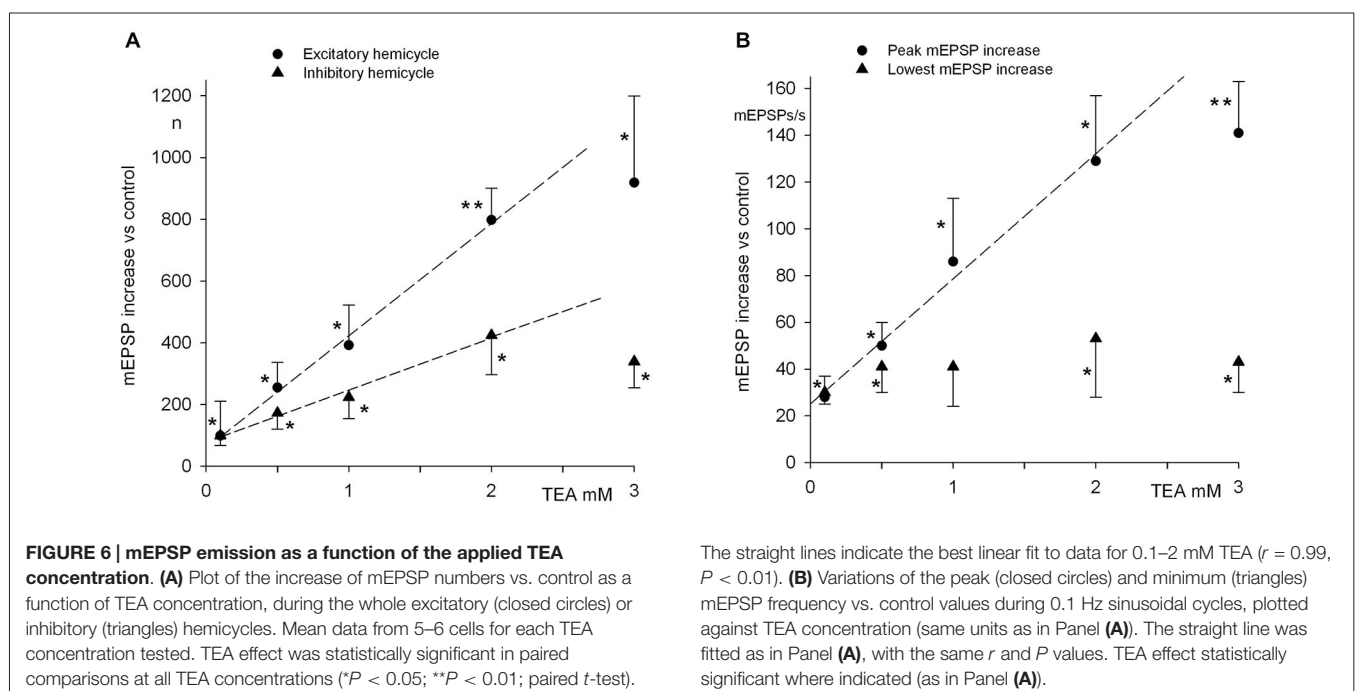 A
● Excitatory hemicycle
▲ Inhibitory hemicycle
mEPSP increase vs control
1200
n
1000
800
600
400
200
0
*
*
*
**
*
*
*
*
*
0
1
2
TEA mM
3
B
● Peak mEPSP increase
▲ Lowest mEPSP increase
mEPSP increase vs control
160
mEPSPs/s
140
120
100
80
60
40
20
0
*
*
*
*
**
*
*
*
0
1
2
TEA mM
3
FIGURE 6 | mEPSP emission as a function of the applied TEA
concentration. (A) Plot of the increase of mEPSP numbers vs. control as a
function of TEA concentration, during the whole excitatory (closed circles) or
inhibitory (triangles) hemicycles. Mean data from 5–6 cells for each TEA
concentration tested. TEA effect was statistically significant in paired
comparisons at all TEA concentrations (*P < 0.05; **P < 0.01; paired t-test).
The straight lines indicate the best linear fit to data for 0.1–2 mM TEA (r = 0.99,
P < 0.01). (B) Variations of the peak (closed circles) and minimum (triangles)
mEPSP frequency vs. control values during 0.1 Hz sinusoidal cycles, plotted
against TEA concentration (same units as in Panel (A)). The straight line was
fitted as in Panel (A), with the same r and P values. TEA effect statistically
significant where indicated (as in Panel (A)).